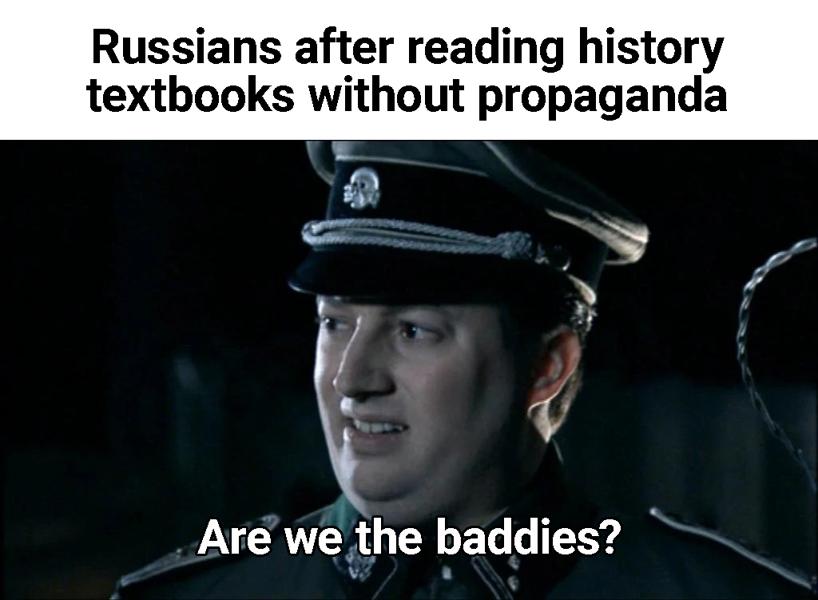 Russians after reading history
textbooks without propaganda
Are we the baddies?